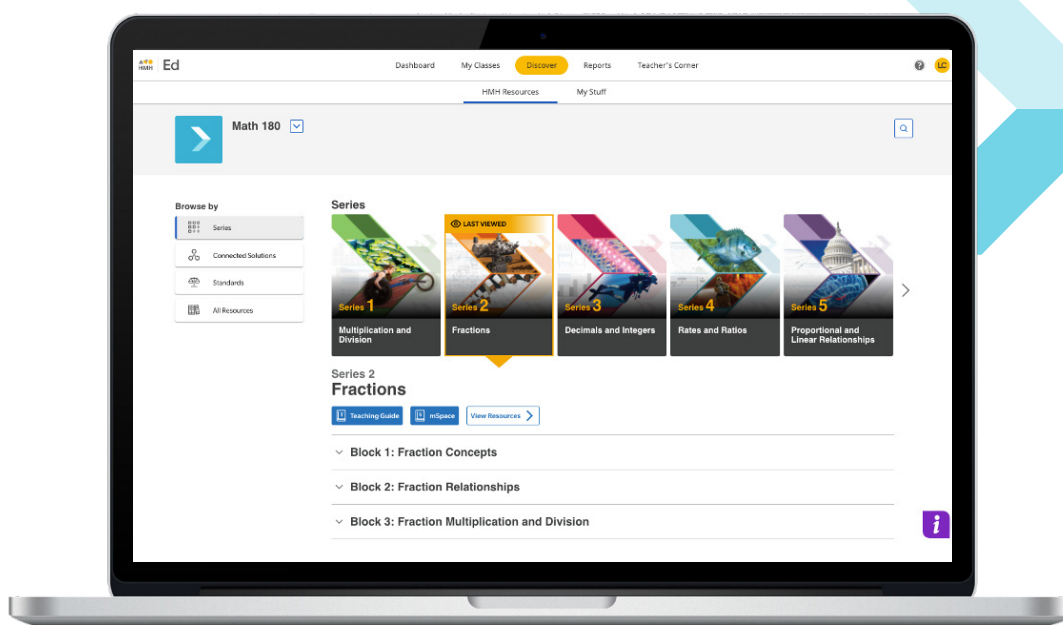 HMH Ed
Dashboard
My Classes
Discover
Reports
Teacher's Corner
?
LC
HMH Resources
My Stuff
Math 180
Browse by
Series
Connected Solutions
Standards
All Resources
Series
Series 1
Multiplication and
Division
LAST VIEWED
Series 2
Fractions
Series 3
Decimals and Integers
Series 4
Rates and Ratios
Series 5
Proportional and
Linear Relationships
Series 2
Fractions
Teaching Guide
mSpace
View Resources
Block 1: Fraction Concepts
Block 2: Fraction Relationships
Block 3: Fraction Multiplication and Division
i